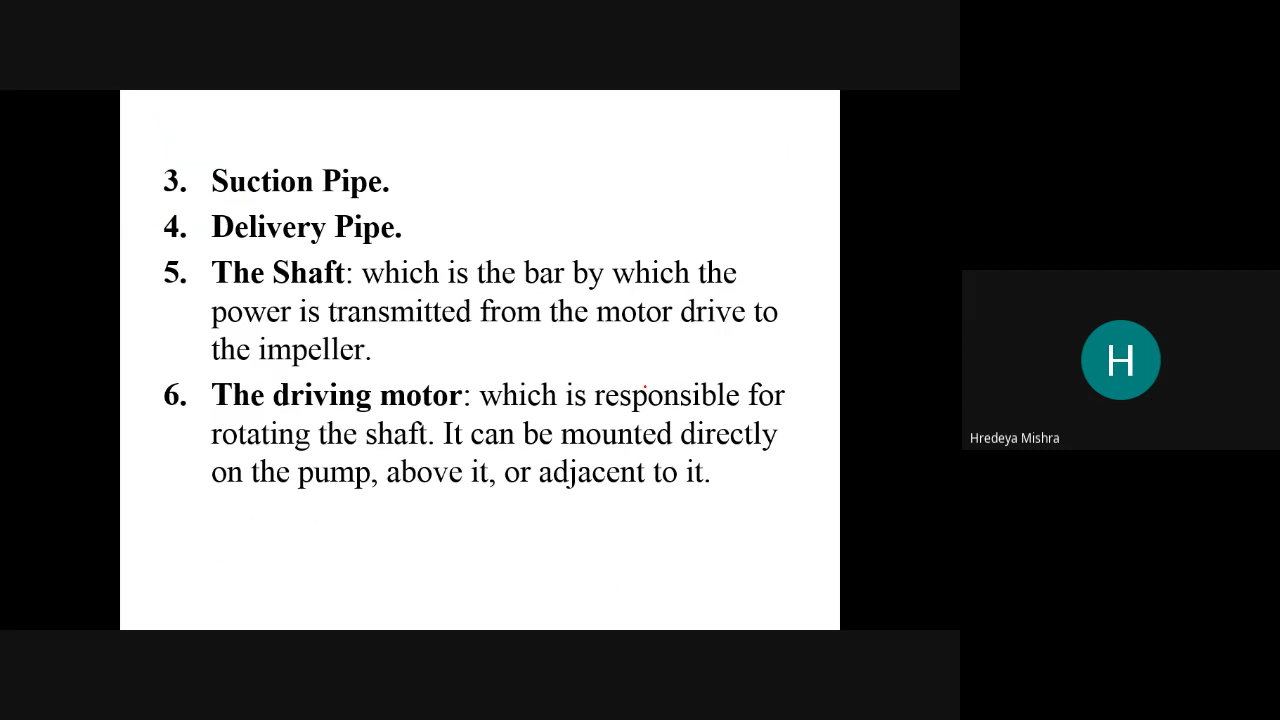 3. Suction Pipe.
4. Delivery Pipe.
5. The Shaft: which is the bar by which the
power is transmitted from the motor drive to
the impeller.
6. The driving motor: which is responsible for
rotating the shaft. It can be mounted directly
on the pump, above it, or adjacent to it.
H
Hredeya Mishra